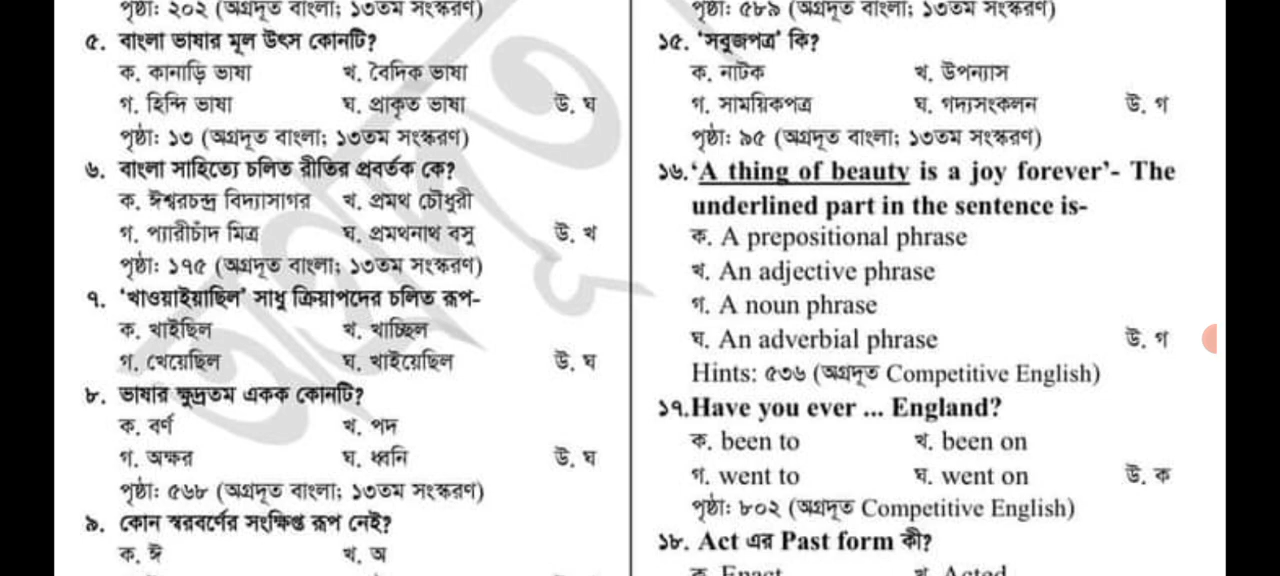 পৃষ্ঠা: ২০২ (অগ্রদূত বাংলা; ১৩তম সংস্করণ)
৫. বাংলা ভাষার মূল উৎস কোনটি?
ক. কানাড়ি ভাষা খ. বৈদিক ভাষা
গ. হিন্দি ভাষা ঘ. প্রাকৃত ভাষা উ. ঘ
পৃষ্ঠা: ১৩ (অগ্রদূত বাংলা; ১৩তম সংস্করণ)
৬. বাংলা সাহিত্যে চলিত রীতির প্রবর্তক কে?
ক. ঈশ্বরচন্দ্র বিদ্যাসাগর খ. প্রমথ চৌধুরী
গ. প্যারীচাঁদ মিত্র ঘ. প্রমথনাথ বসু উ. খ
পৃষ্ঠা: ১৭৫ (অগ্রদূত বাংলা; ১৩তম সংস্করণ)
৭. ‘খাওয়াইয়াছিল’ সাধু ক্রিয়াপদের চলিত রূপ-
ক. খাইছিল খ. খাচ্ছিল
গ. খেয়েছিল ঘ. খাইয়েছিল উ. ঘ
৮. ভাষার ক্ষুদ্রতম একক কোনটি?
ক. বর্ণ খ. পদ
গ. অক্ষর ঘ. ধ্বনি উ. ঘ
পৃষ্ঠা: ৫৬৮ (অগ্রদূত বাংলা; ১৩তম সংস্করণ)
৯. কোন স্বরবর্ণের সংক্ষিপ্ত রূপ নেই?
ক. ঈ খ. অ
পৃষ্ঠা: ৫৮৯ (অগ্রদূত বাংলা; ১৩তম সংস্করণ)
১৫. ‘সবুজপত্র’ কি?
ক. নাটক খ. উপন্যাস
গ. সাময়িকপত্র ঘ. গদ্যসংকলন উ. গ
পৃষ্ঠা: ৯৫ (অগ্রদূত বাংলা; ১৩তম সংস্করণ)
১৬.‘A thing of beauty is a joy forever’- The
underlined part in the sentence is-
ক. A prepositional phrase
খ. An adjective phrase
গ. A noun phrase
ঘ. An adverbial phrase উ. গ
Hints: ৫৩৬ (অগ্রদূত Competitive English)
১৭.Have you ever ... England?
ক. been to খ. been on
গ. went to ঘ. went on উ. ক
পৃষ্ঠা: ৮০২ (অগ্রদূত Competitive English)
১৮. Act এর Past form কী?
ক. Enact খ. Acted
অগ্রদূত